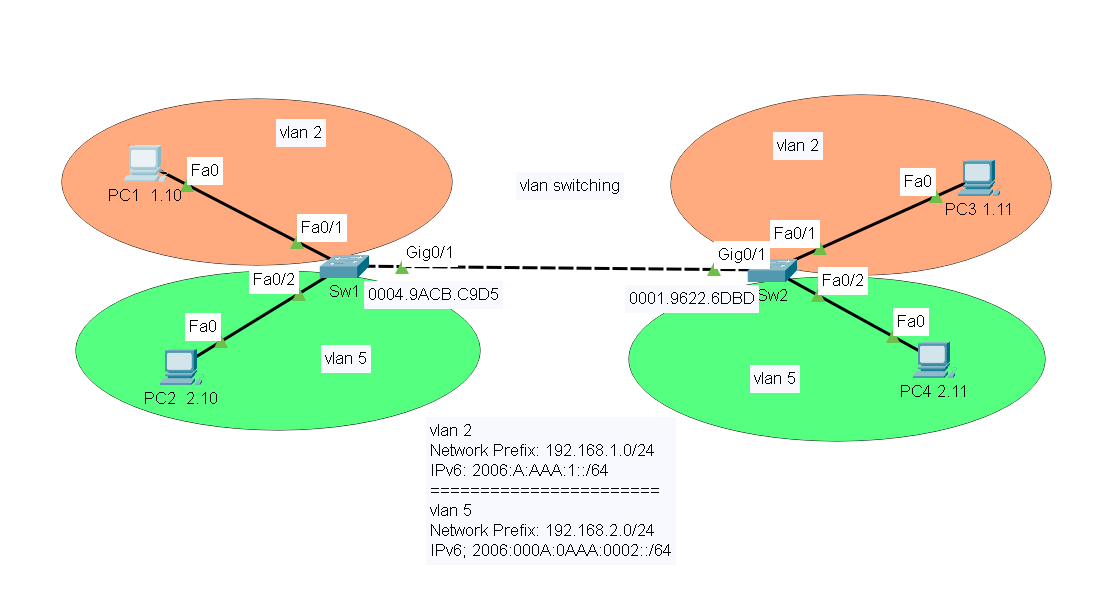 vlan 2
vlan 2
Fa0
PC1  1.10
vlan switching
Fa0
PC3 1.11
Fa0/1
Fa0/1
Gig0/1
Gig0/1
Fa0/2
Sw1
0004.9ACB.C9D5
0001.9622.6DBD
Sw2
Fa0/2
Fa0
Fa0
vlan 5
vlan 5
PC2  2.10
PC4 2.11
vlan 2
Network Prefix: 192.168.1.0/24
IPv6: 2006:A:AAA:1::/64
=======================
vlan 5
Network Prefix: 192.168.2.0/24
IPv6; 2006:000A:0AAA:0002::/64